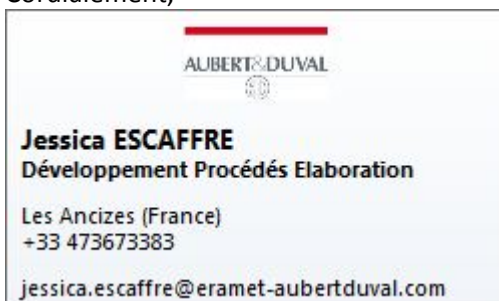 Cordialement,
AUBERT&DUVAL
Jessica ESCAFFRE
Développement Procédés Elaboration
Les Ancizes (France)
+33 473673383
jessica.escaffre@eramet-aubertduval.com